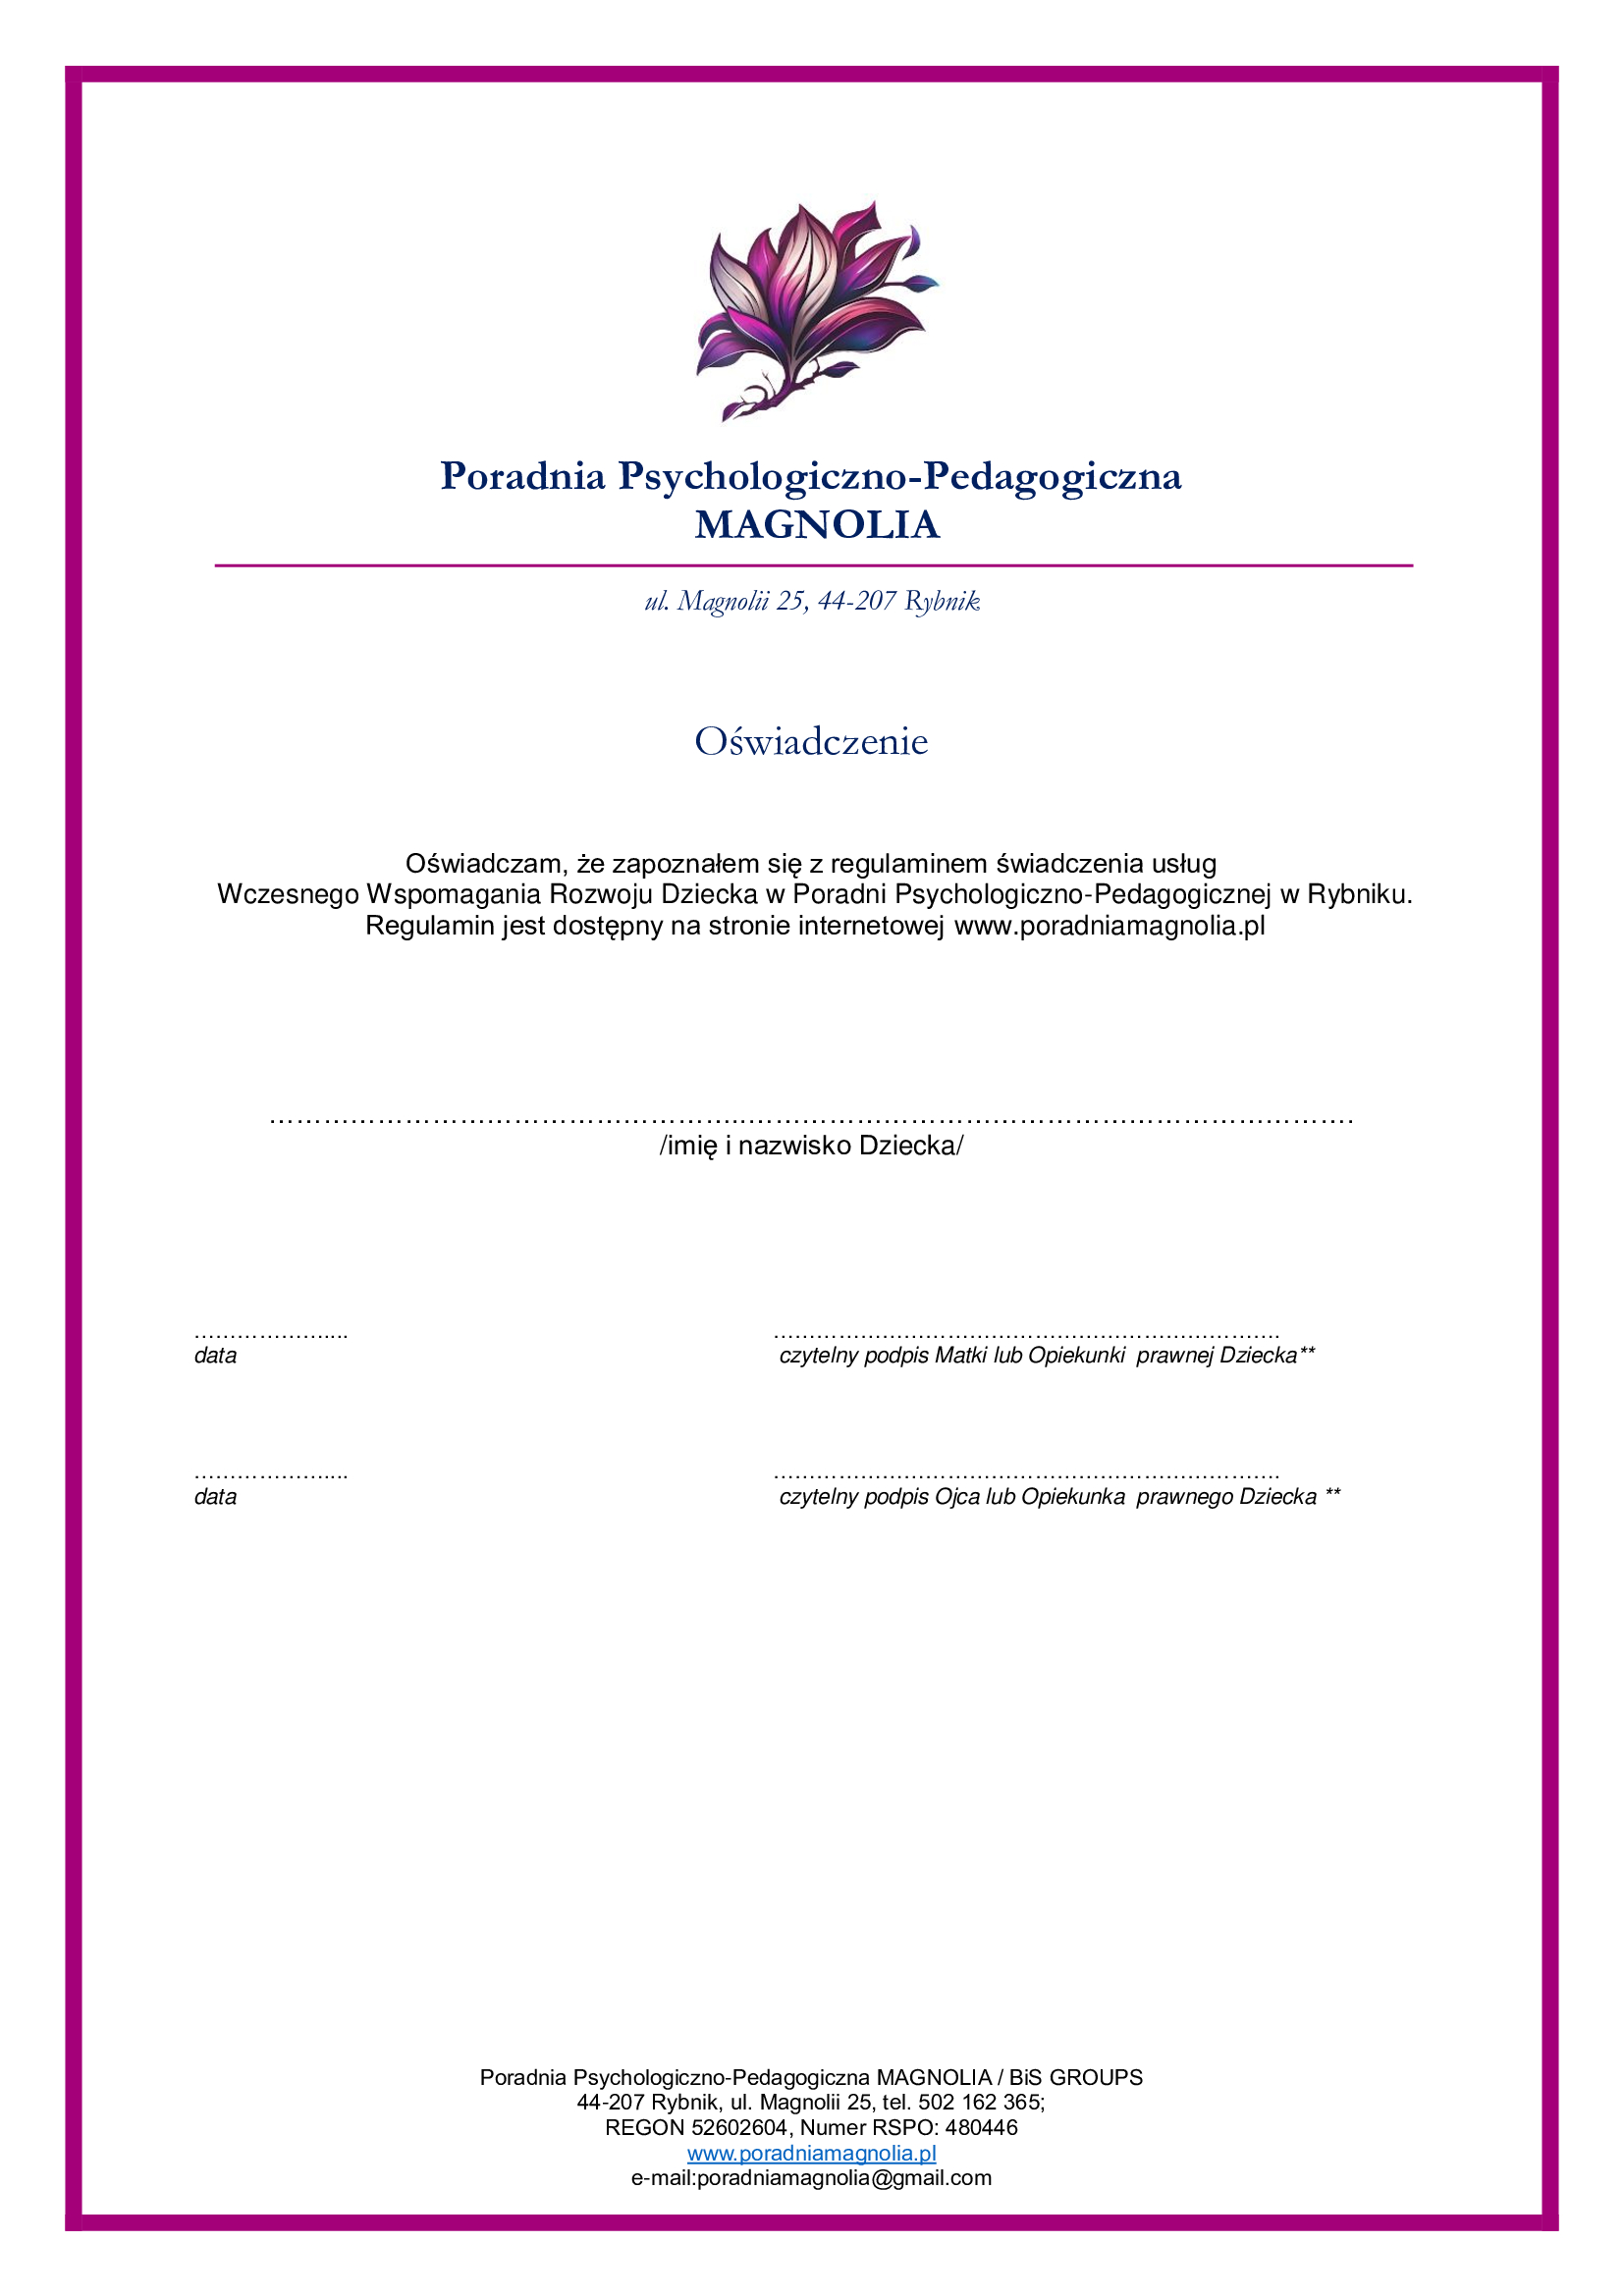 Poradnia Psychologiczno-Pedagogiczna
MAGNOLIA
ul. Magnolii 25, 44-207 Rybnik
Oświadczenie
Oświadczam, że zapoznałem się z regulaminem świadczenia usług
Wczesnego Wspomagania Rozwoju Dziecka w Poradni Psychologiczno-Pedagogicznej w Rybniku.
Regulamin jest dostępny na stronie internetowej www.poradniamagnolia.pl
……………………………………………..…………………………………………………………….
/imię i nazwisko Dziecka/
………………..... …………………………………………………………….
data czytelny podpis Matki lub Opiekunki prawnej Dziecka**
………………..... …………………………………………………………….
data czytelny podpis Ojca lub Opiekunka prawnego Dziecka **
Poradnia Psychologiczno-Pedagogiczna MAGNOLIA / BiS GROUPS
44-207 Rybnik, ul. Magnolii 25, tel. 502 162 365;
REGON 52602604, Numer RSPO: 480446
www.poradniamagnolia.pl
e-mail:poradniamagnolia@gmail.com